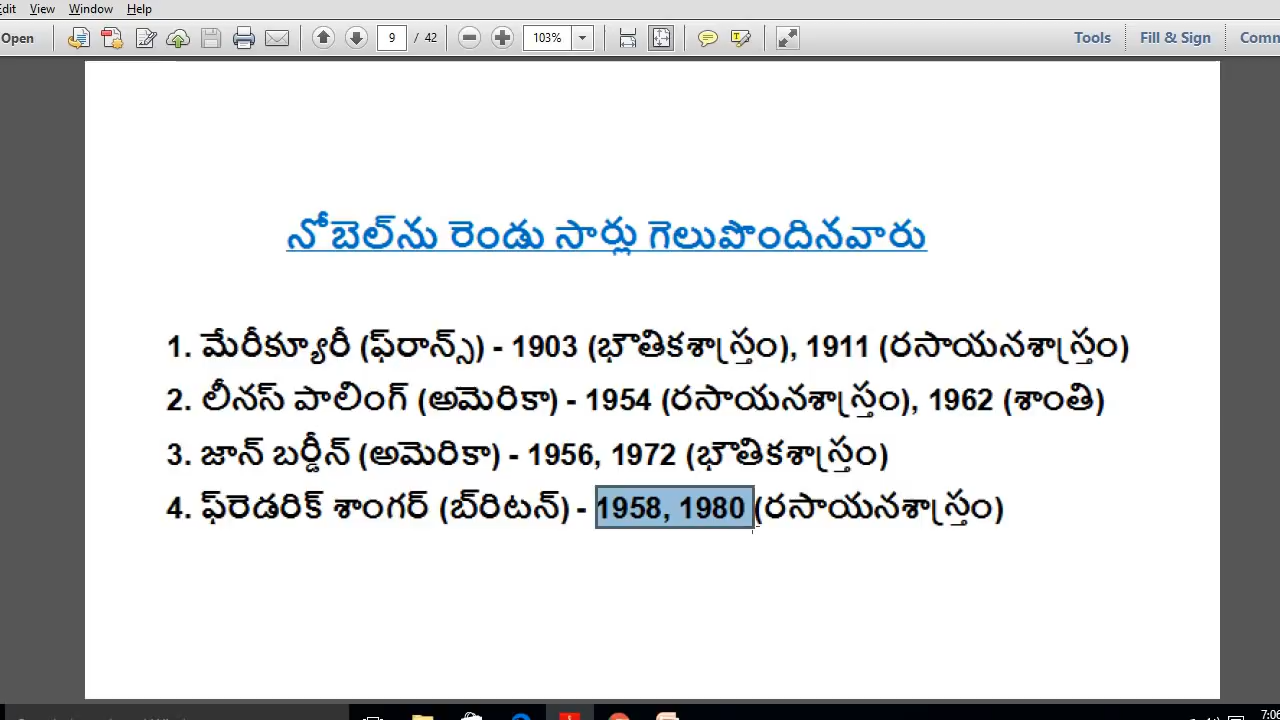 Edit View Window Help
Open 9 / 42 103% Tools Fill & Sign
నోబెల్‌ను రెండు సార్లు గెలుపొందినవారు
1. మేరీక్యూరీ (ఫ్‌రాన్స్) - 1903 (భౌతికశాస్త్రం), 1911 (రసాయనశాస్త్రం)
2. లీనస్ పాలింగ్ (అమెరికా) - 1954 (రసాయనశాస్త్రం), 1962 (శాంతి)
3. జాన్ బర్డీన్ (అమెరికా) - 1956, 1972 (భౌతికశాస్త్రం)
4. ఫ్‌రెడరిక్ శాంగర్ (బ్‌రిటన్) - 1958, 1980 (రసాయనశాస్త్రం)